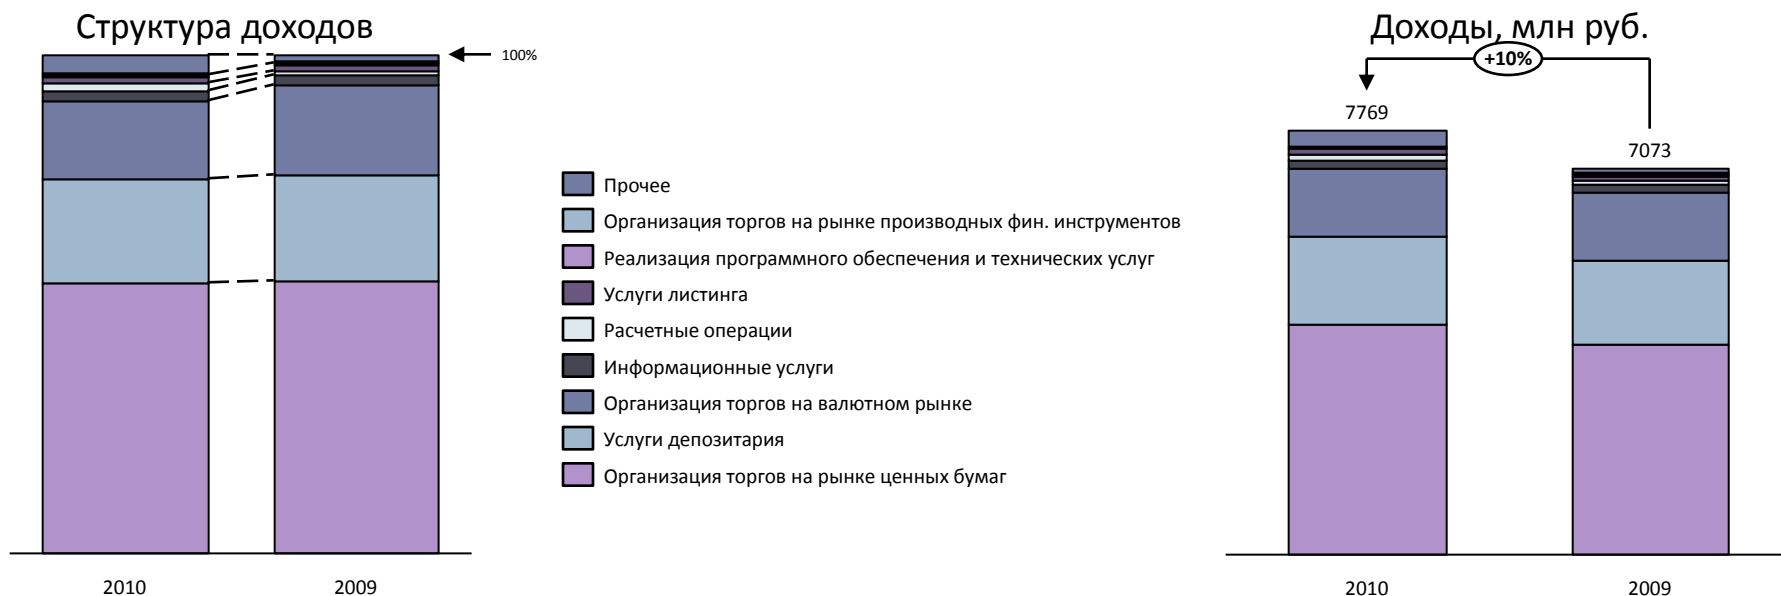 Структура доходов
100%
2010
2009
Прочее
Организация торгов на рынке производных фин. инструментов
Реализация программного обеспечения и технических услуг
Услуги листинга
Расчетные операции
Информационные услуги
Организация торгов на валютном рынке
Услуги депозитария
Организация торгов на рынке ценных бумаг
Доходы, млн руб.
+10%
7769
7073
2010
2009